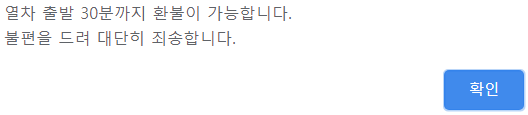 열차 출발 30분까지 환불이 가능합니다.
불편을 드려 대단히 죄송합니다.
확인